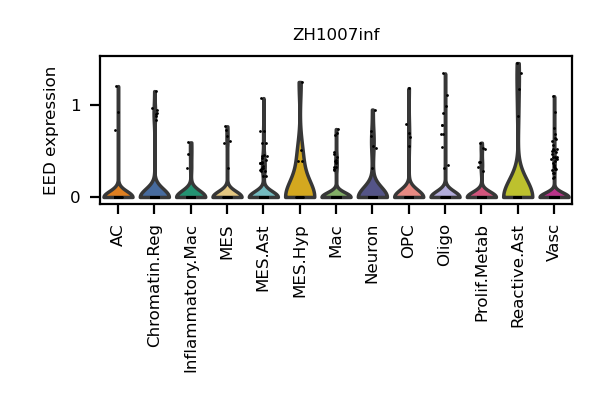 ZH1007inf
EED expression
1
0
AC
Chromatin.Reg
Inflammatory.Mac
MES
MES.Ast
MES.Hyp
Mac
Neuron
OPC
Oligo
Prolif.Metab
Reactive.Ast
Vasc